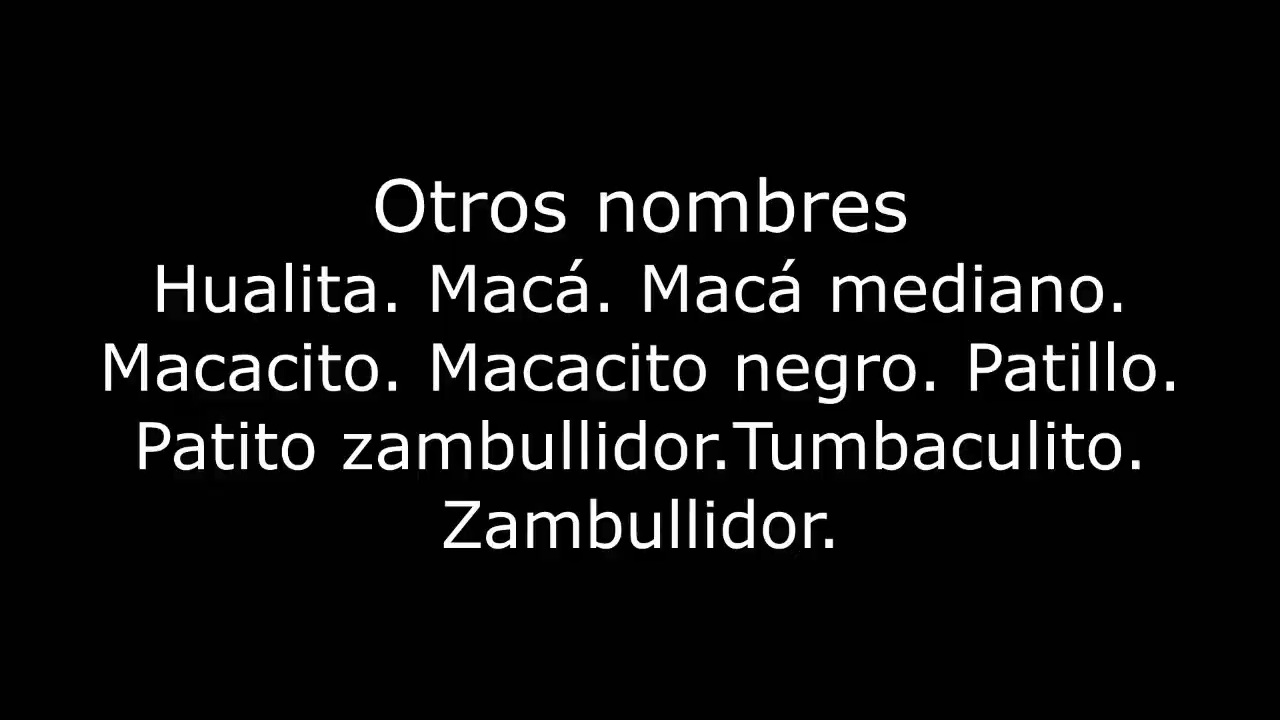 Otros nombres
Hualita. Macá. Macá mediano.
Macacito. Macacito negro. Patillo.
Patito zambullidor.Tumbaculito.
Zambullidor.